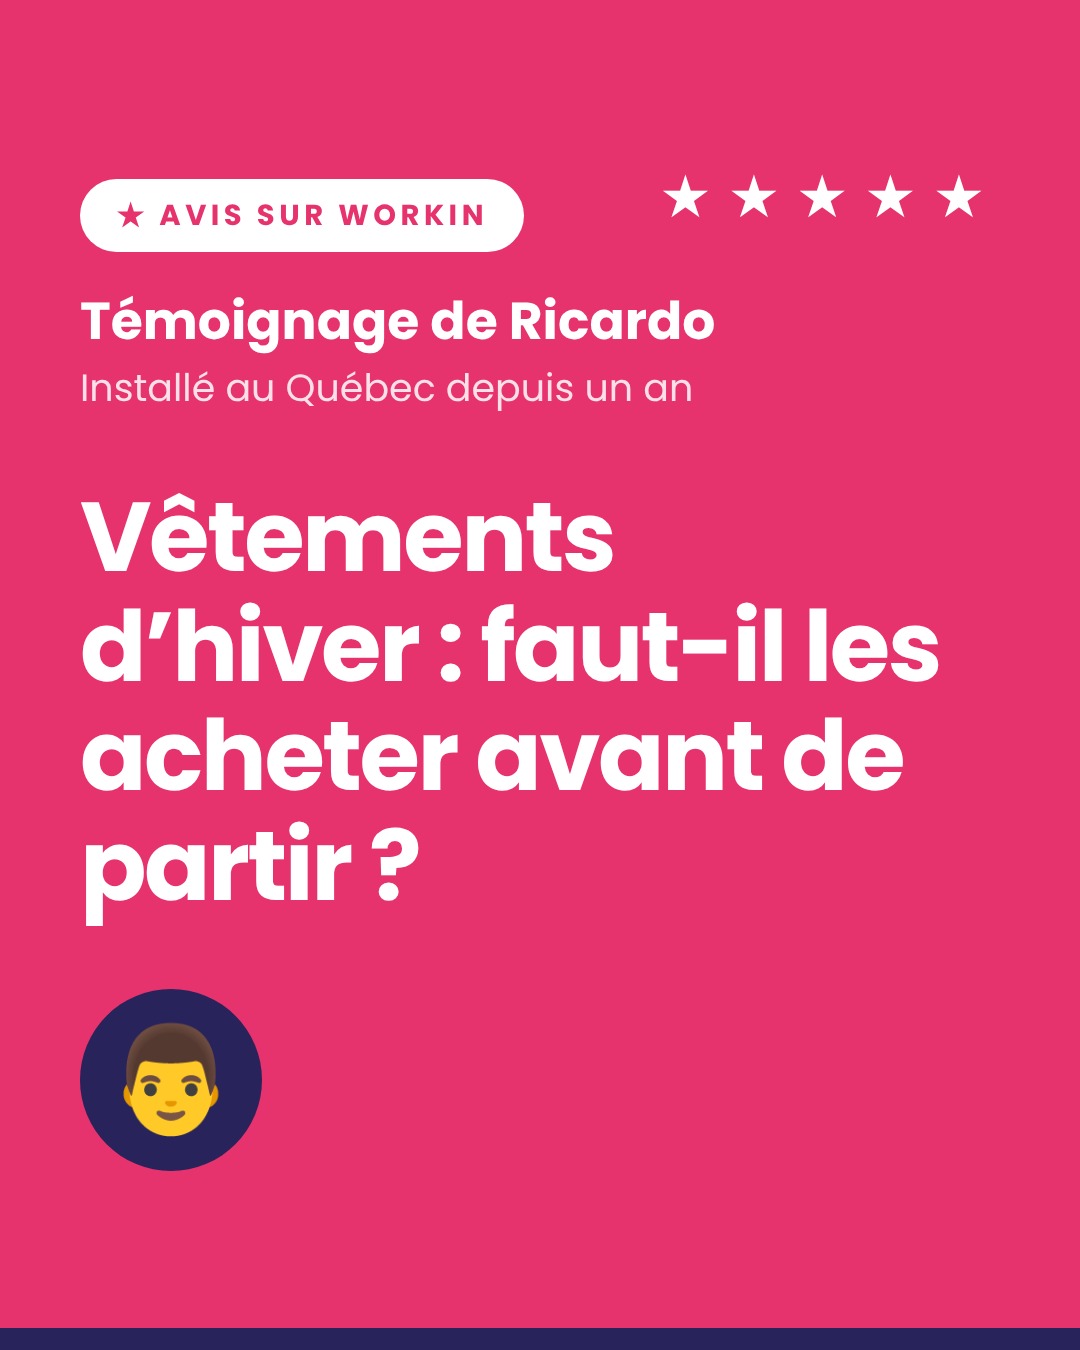 ★ AVIS SUR WORKIN
★ ★ ★ ★ ★
Témoignage de Ricardo
Installé au Québec depuis un an
Vêtements
d’hiver : faut-il les
acheter avant de
partir ?